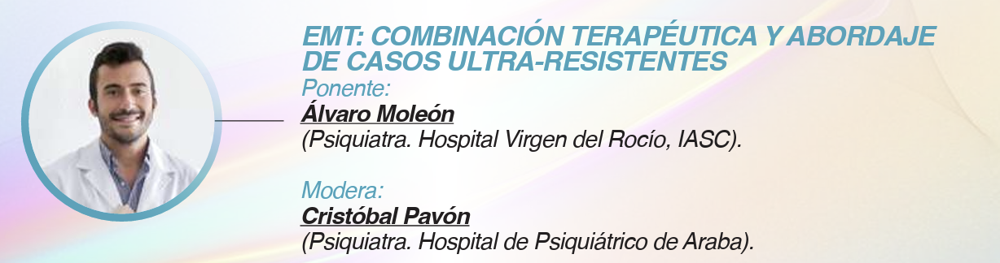 EMT: COMBINACIÓN TERAPÉUTICA Y ABORDAJE
DE CASOS ULTRA-RESISTENTES
Ponente:
Álvaro Moleón
(Psiquiatra. Hospital Virgen del Rocío, IASC).
Modera:
Cristóbal Pavón
(Psiquiatra. Hospital de Psiquiátrico de Araba).